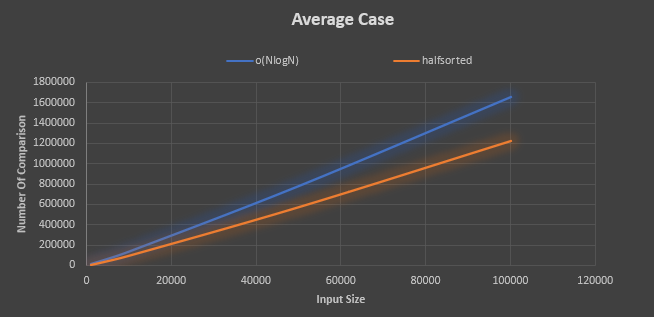 Average Case
o(NlogN) halfsorted
1800000
1600000
1400000
1200000
1000000
800000
600000
400000
200000
0
Number Of Comparison
0 20000 40000 60000 80000 100000 120000
Input Size